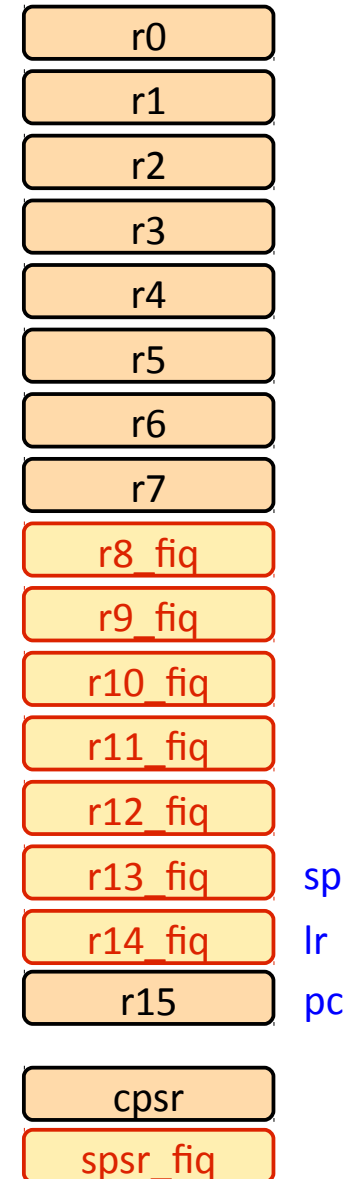 r0
r1
r2
r3
r4
r5
r6
r7
r8_fiq
r9_fiq
r10_fiq
r11_fiq
r12_fiq
r13_fiq sp
r14_fiq lr
r15 pc
cpsr
spsr_fiq